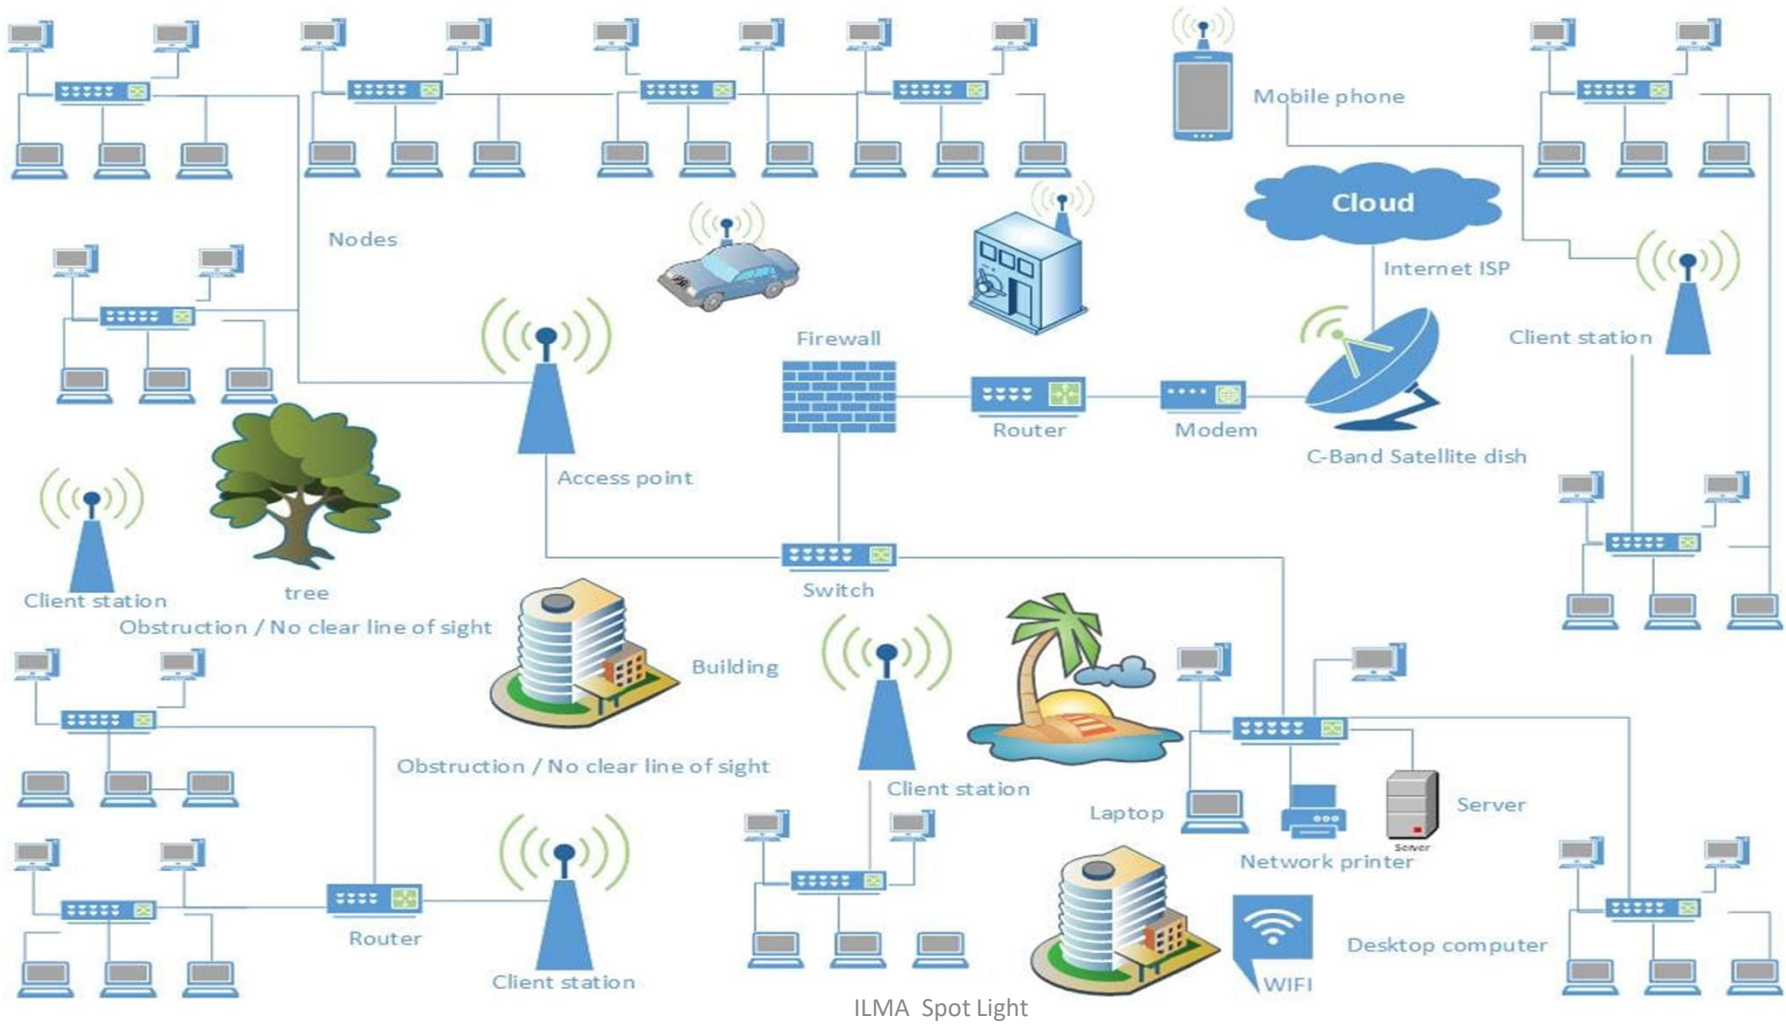 Mobile phone
Cloud
Nodes
Internet ISP
Firewall
Client station
Router
Modem
C-Band Satellite dish
Access point
Switch
tree
Client station
Obstruction / No clear line of sight
Building
Obstruction / No clear line of sight
Client station
Laptop
Server
Server
Network printer
Router
Desktop computer
Client station
WIFI
ILMA Spot Light